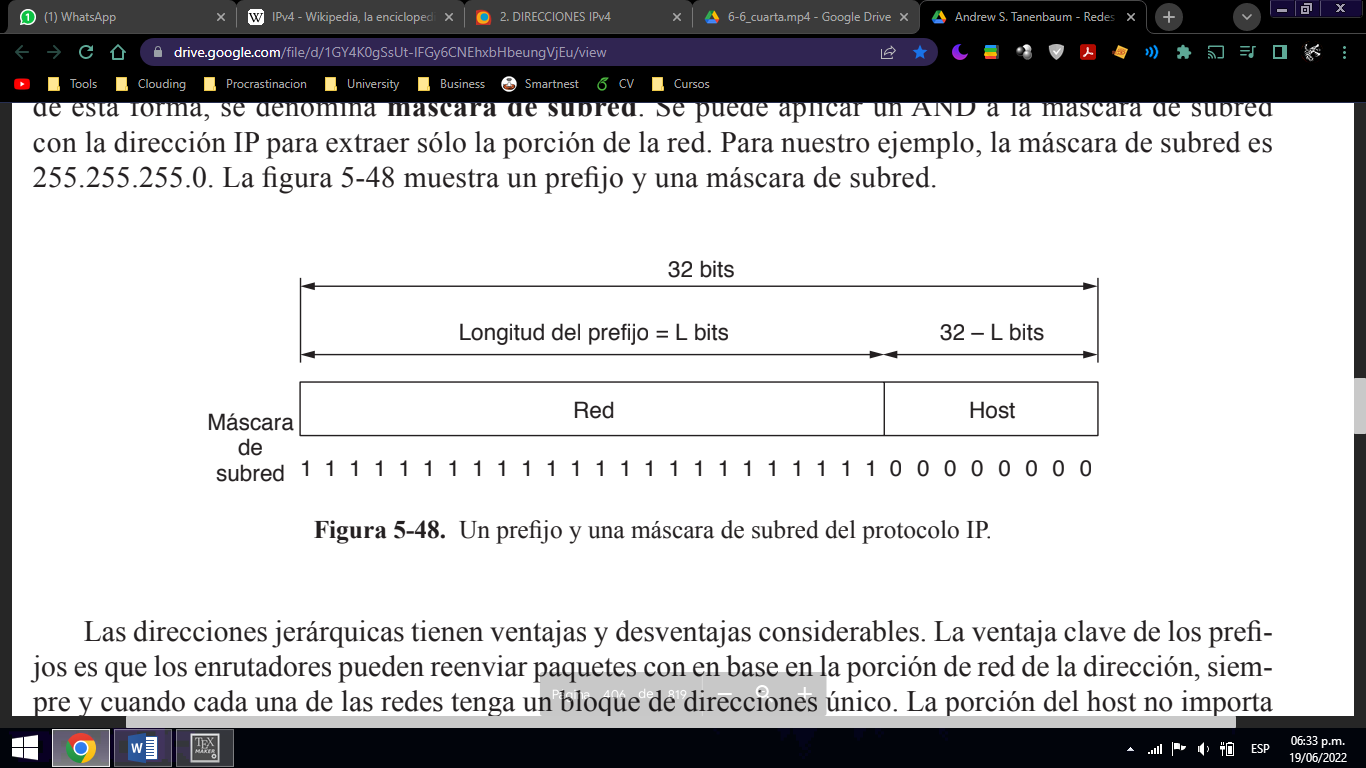 (1) WhatsApp
IPv4 - Wikipedia, la encicloped
2. DIRECCIONES IPv4
6-6_cuarta.mp4 - Google Drive
Andrew S. Tanenbaum - Redes
drive.google.com/file/d/1GY4K0gSsUt-IFGy6CNEhxbHbeungVjEu/view
Tools
Clouding
Procrastinacion
University
Business
Smartnest
CV
Cursos
de esta forma, se denomina máscara de subred. Se puede aplicar un AND a la máscara de subred
con la dirección IP para extraer sólo la porción de la red. Para nuestro ejemplo, la máscara de subred es
255.255.255.0. La figura 5-48 muestra un prefijo y una máscara de subred.
32 bits
Longitud del prefijo = L bits
32 – L bits
Red
Host
Máscara
de
subred
1 1 1 1 1 1 1 1 1 1 1 1 1 1 1 1 1 1 1 1 1 1 1 1 0 0 0 0 0 0 0 0
Figura 5-48. Un prefijo y una máscara de subred del protocolo IP.
Las direcciones jerárquicas tienen ventajas y desventajas considerables. La ventaja clave de los prefi-
jos es que los enrutadores pueden reenviar paquetes con en base en la porción de red de la dirección, siem-
pre y cuando cada una de las redes tenga un bloque de direcciones único. La porción del host no importa
Página 406 de 819
W
TEX
MAKER
ESP
06:33 p.m.
19/06/2022